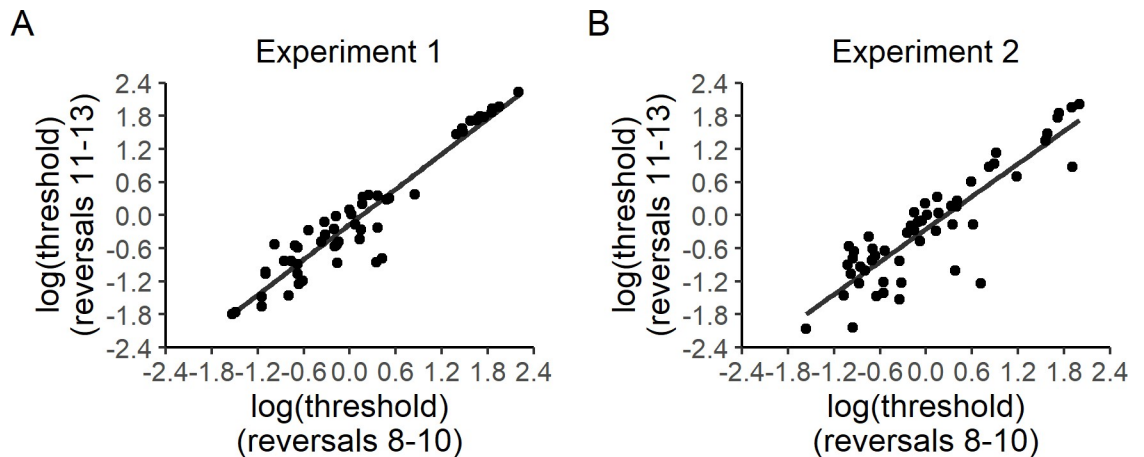 A
Experiment 1
log(threshold)
(reversals 11-13)
2.4
1.8
1.2
0.6
0.0
-0.6
-1.2
-1.8
-2.4
-2.4 -1.8 -1.2 -0.6 0.0 0.6 1.2 1.8 2.4
log(threshold)
(reversals 8-10)
B
Experiment 2
log(threshold)
(reversals 11-13)
2.4
1.8
1.2
0.6
0.0
-0.6
-1.2
-1.8
-2.4
-2.4 -1.8 -1.2 -0.6 0.0 0.6 1.2 1.8 2.4
log(threshold)
(reversals 8-10)